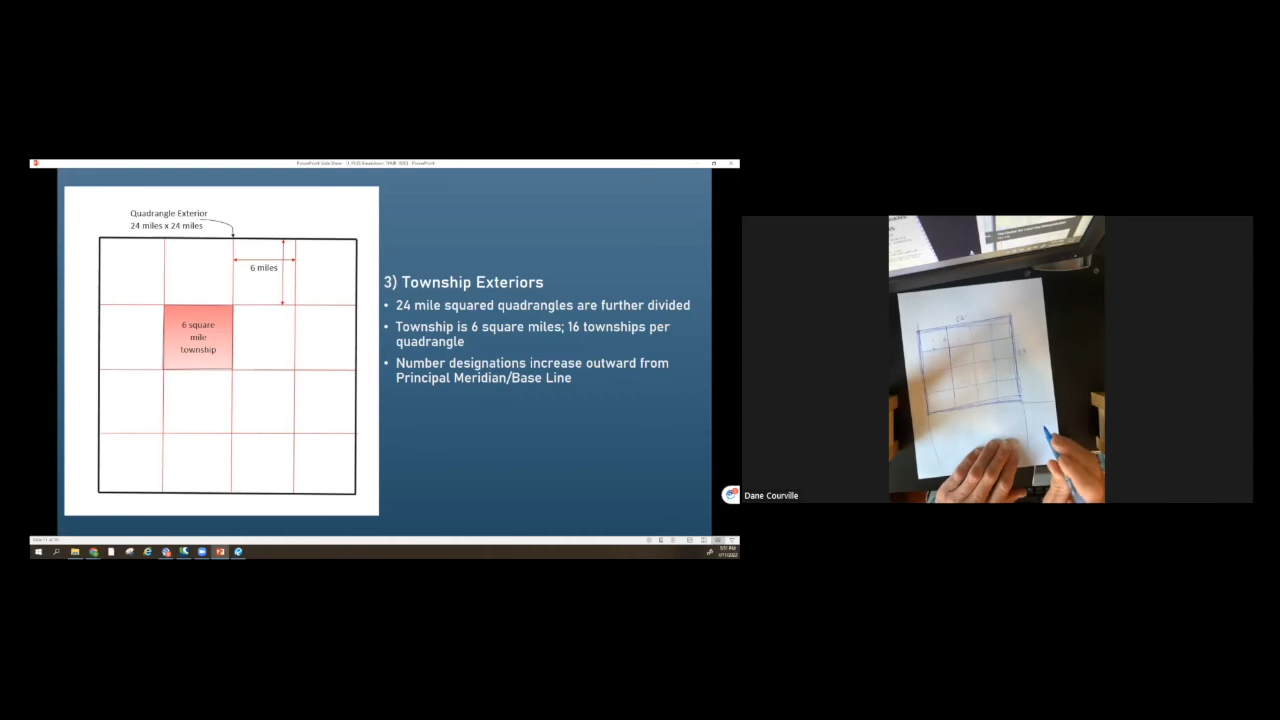 Quadrangle Exterior
24 miles x 24 miles
6 miles
6 square
mile
township
3) Township Exteriors
• 24 mile squared quadrangles are further divided
• Township is 6 square miles; 16 townships per
quadrangle
• Number designations increase outward from
Principal Meridian/Base Line
Dane Courville